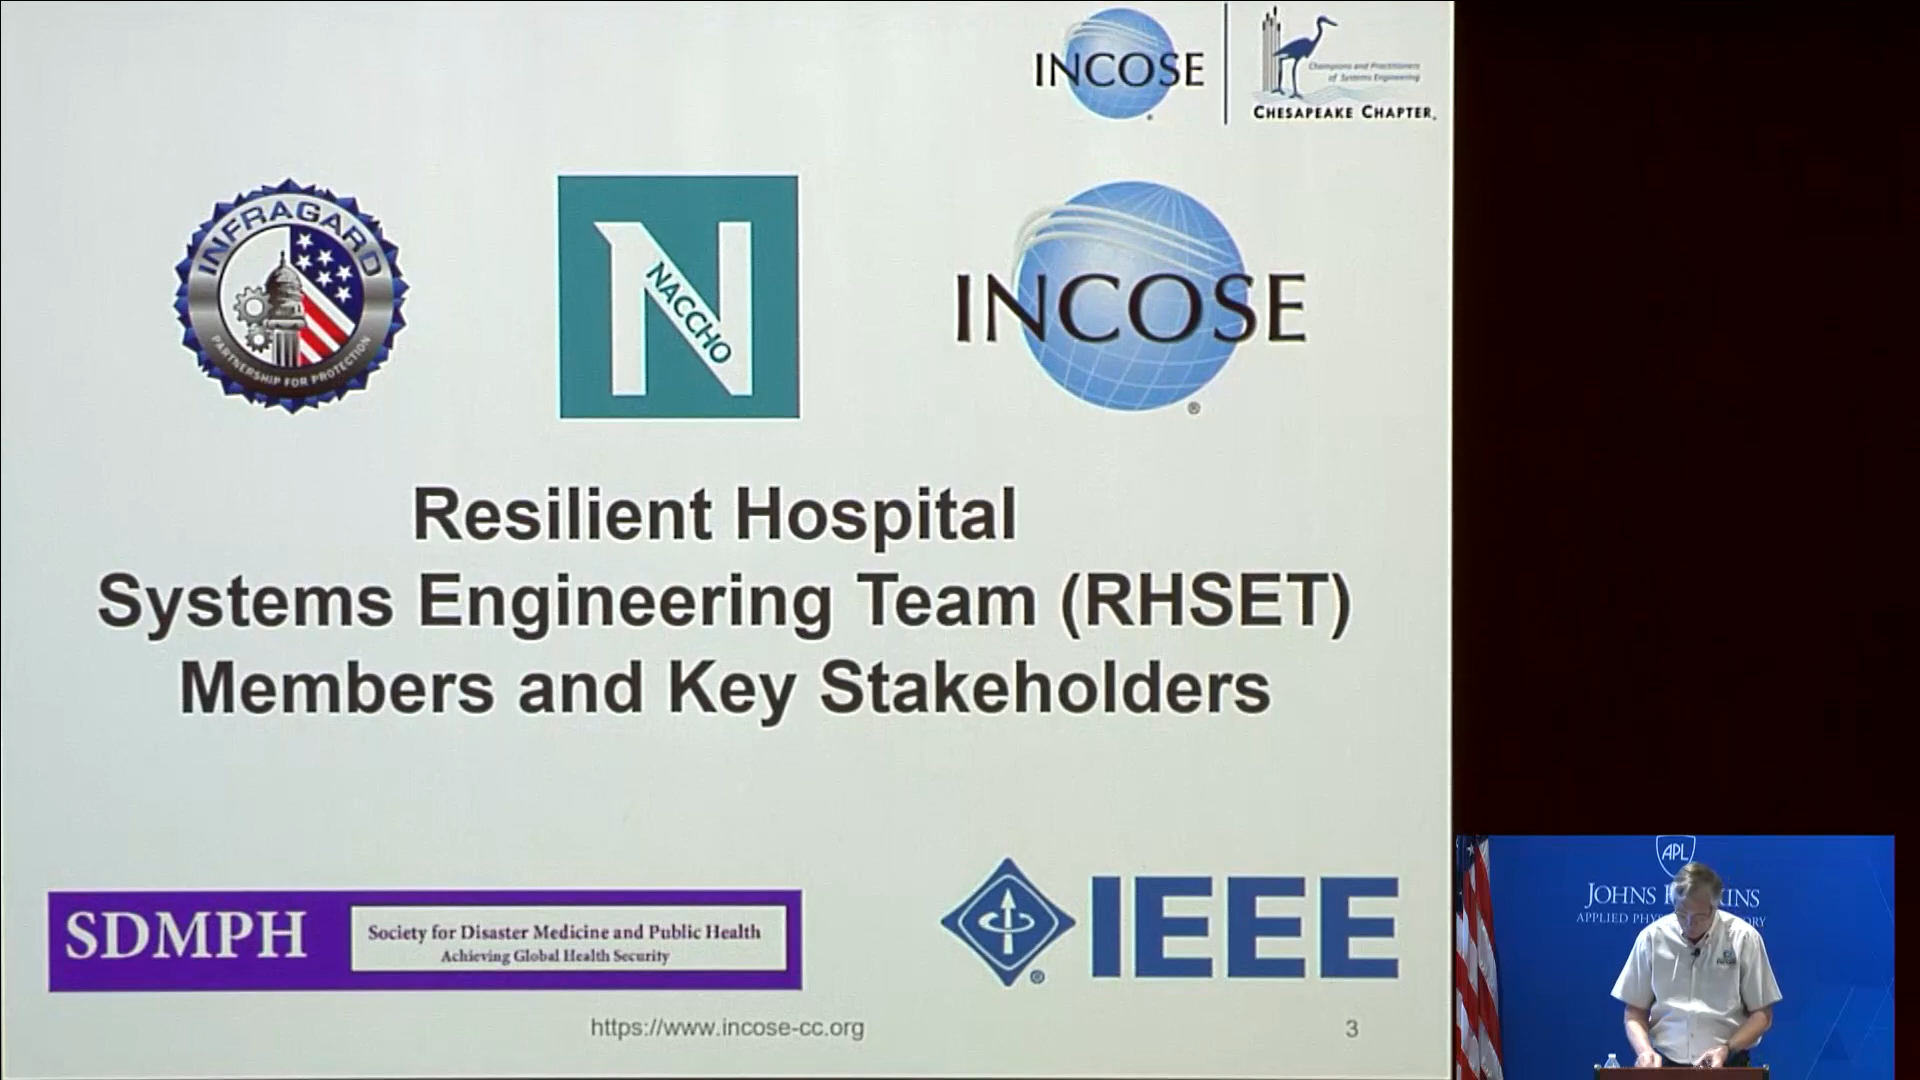 INCOSE
Champions and Practitioners
of Systems Engineering
CHESAPEAKE CHAPTER
INFRAGARD
PARTNERSHIP FOR PROTECTION
NACCHO
INCOSE
Resilient Hospital
Systems Engineering Team (RHSET)
Members and Key Stakeholders
SDMPH
Society for Disaster Medicine and Public Health
Achieving Global Health Security
IEEE
https://www.incose-cc.org
3
APL
JOHNS